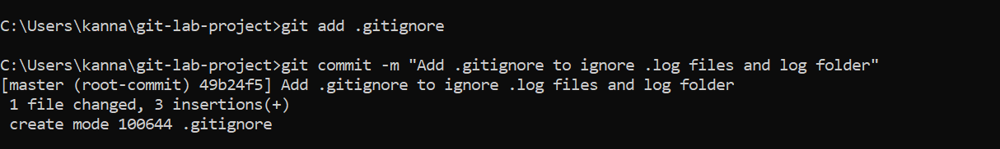 C:\Users\kanna\git-lab-project>git add .gitignore
C:\Users\kanna\git-lab-project>git commit -m "Add .gitignore to ignore .log files and log folder"
[master (root-commit) 49b24f5] Add .gitignore to ignore .log files and log folder
 1 file changed, 3 insertions(+)
 create mode 100644 .gitignore